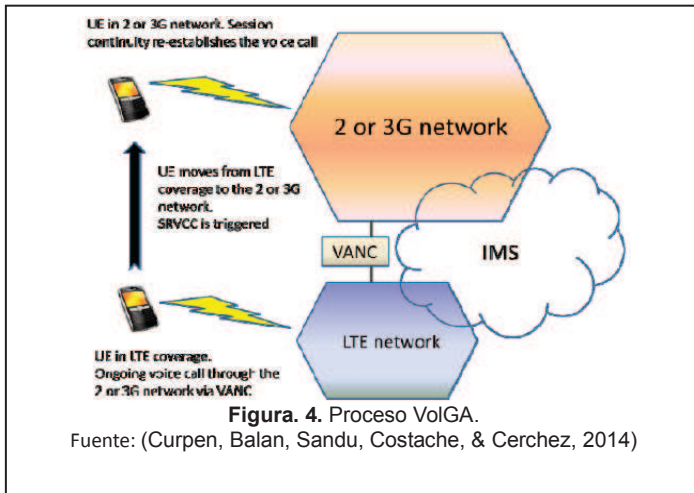 UE in 2 or 3G network. Session
continuity re-establishes the voice call
2 or 3G network
UE moves from LTE
coverage to the 2 or 3G
network.
SRVCC is triggered
VANC
IMS
LTE network
UE in LTE coverage.
Ongoing voice call through the
2 or 3G network via VANC
Figura. 4. Proceso VolGA.
Fuente: (Curpen, Balan, Sandu, Costache, & Cerchez, 2014)